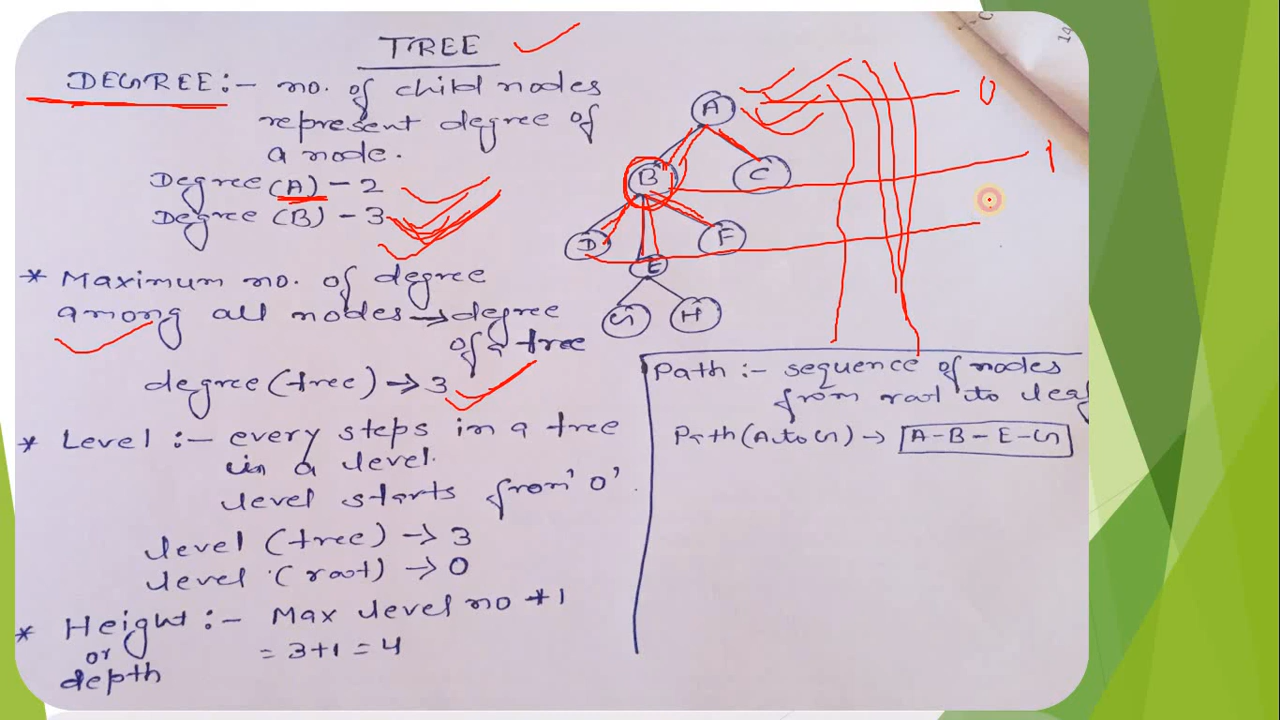 TREE
DEGREE :- no. of child nodes
represent degree of
a node.
Degree (A) - 2
Degree (B) - 3
* Maximum no. of degree
among all nodes → degree
of a tree
degree (tree) → 3
* Level :- every steps in a tree
in a level.
level starts from '0'.
level (tree) → 3
level (root) → 0
* Height :- Max level no + 1
or
depth
= 3+1 = 4
A
B
C
D
E
F
G
H
0
1
Path :- sequence of nodes
from root to leaf
Path (A to G) → A-B-E-G
14